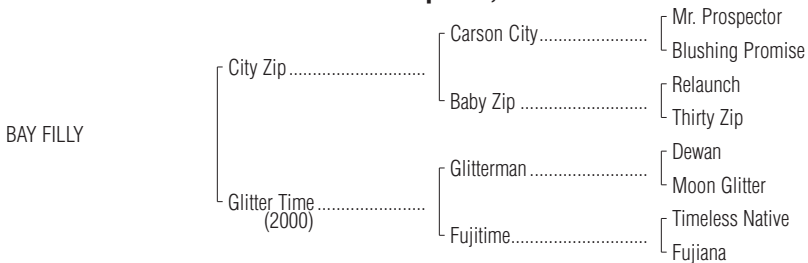 Mr. Prospector
Carson City........................
Blushing Promise
City Zip.............................
Relaunch
Baby Zip ...........................
Thirty Zip
BAY FILLY
Dewan
Glitterman .........................
Moon Glitter
Glitter Time.......................
(2000)
Timeless Native
Fujitime.............................
Fujiana